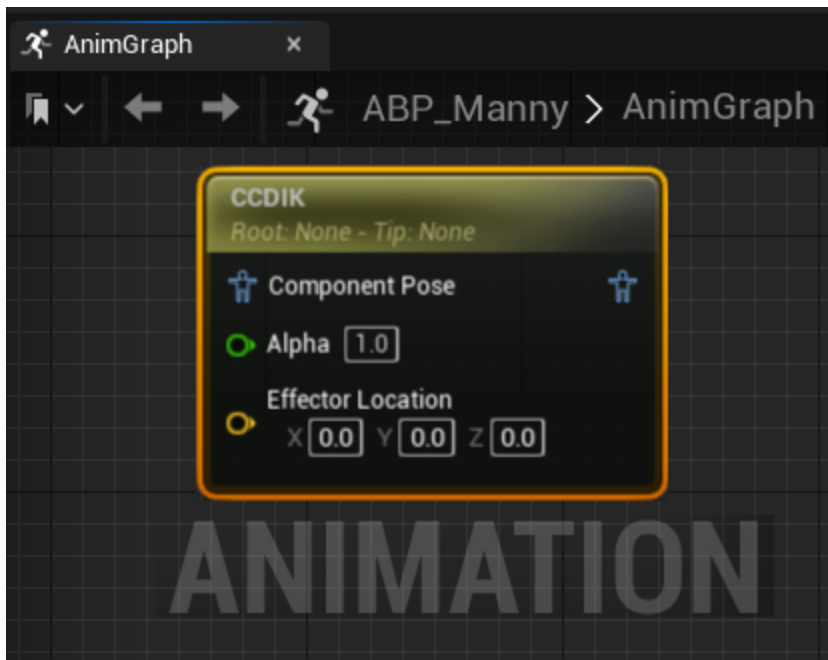 AnimGraph ×
ABP_Manny > AnimGraph
CCDIK
Root: None - Tip: None
Component Pose
Alpha 1.0
Effector Location
X 0.0 Y 0.0 Z 0.0
ANIMATION